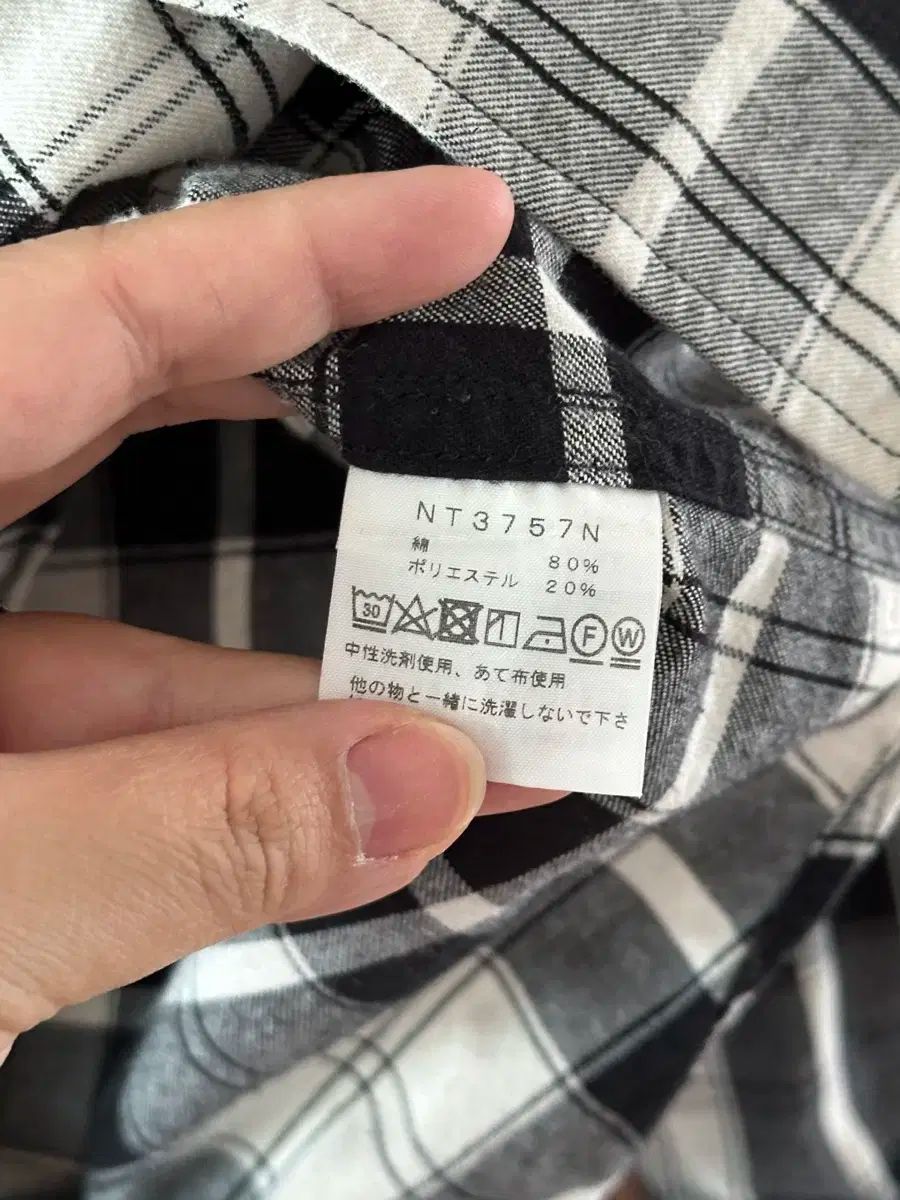 NT3757N
綿 80%
ポリエステル 20%
30 F W
中性洗剤使用、あて布使用
他の物と一緒に洗濯しないで下さ